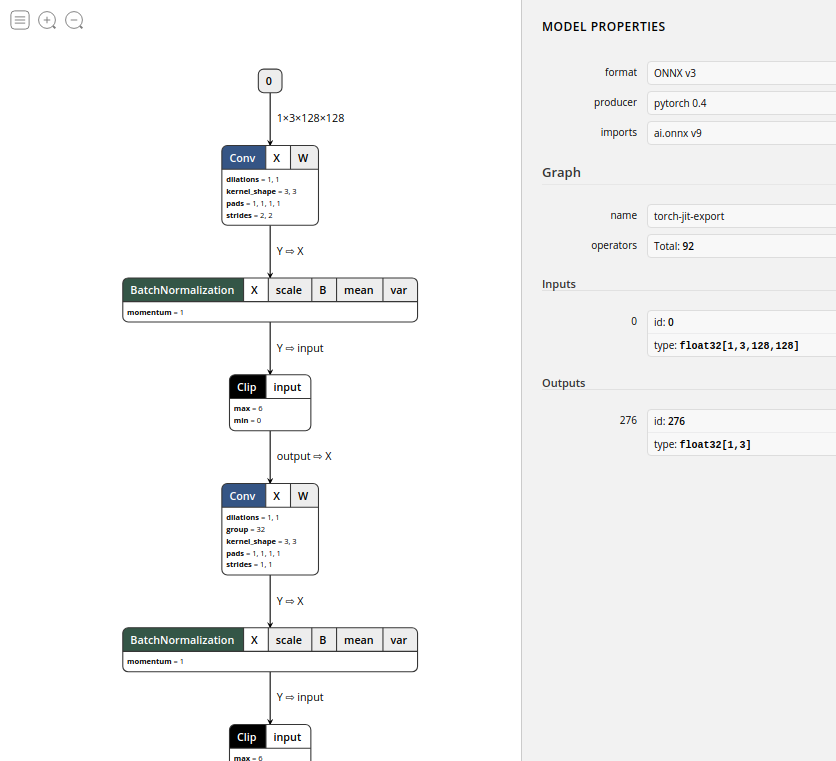 0
1×3×128×128
Conv X W
dilations = 1, 1
kernel_shape = 3, 3
pads = 1, 1, 1, 1
strides = 2, 2
Y ⇨ X
BatchNormalization X scale B mean var
momentum = 1
Y ⇨ input
Clip input
max = 6
min = 0
output ⇨ X
Conv X W
dilations = 1, 1
group = 32
kernel_shape = 3, 3
pads = 1, 1, 1, 1
strides = 1, 1
Y ⇨ X
BatchNormalization X scale B mean var
momentum = 1
Y ⇨ input
Clip input
max = 6
MODEL PROPERTIES
format ONNX v3
producer pytorch 0.4
imports ai.onnx v9
Graph
name torch-jit-export
operators Total: 92
Inputs
0 id: 0
type: float32[1,3,128,128]
Outputs
276 id: 276
type: float32[1,3]